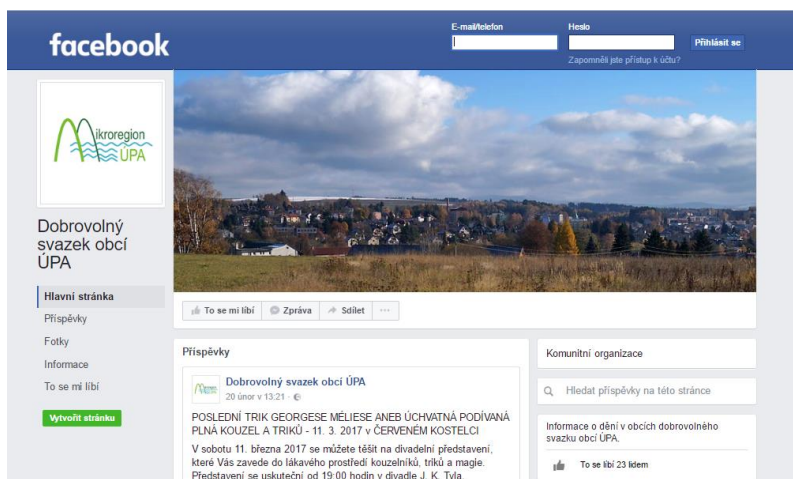 facebook
E-mail/telefon
Heslo
Přihlásit se
Zapomněli jste přístup k účtu?
Mikroregion
ÚPA
Dobrovolný
svazek obcí
ÚPA
Hlavní stránka
Příspěvky
Fotky
Informace
To se mi líbí
Vytvořit stránku
To se mi líbí
Zpráva
Sdílet
Příspěvky
Dobrovolný svazek obcí ÚPA
20 únor v 13:21 ·
POSLEDNÍ TRIK GEORGESE MÉLIESE ANEB ÚCHVATNÁ PODÍVANÁ
PLNÁ KOUZEL A TRIKŮ - 11. 3. 2017 v ČERVENÉM KOSTELCI
V sobotu 11. března 2017 se můžete těšit na divadelní představení,
které Vás zavede do lákavého prostředí kouzelníků, triků a magie.
Představení se uskuteční od 19:00 hodin v divadle J. K. Tyla.
Komunitní organizace
Hledat příspěvky na této stránce
Informace o dění v obcích dobrovolného
svazku obcí ÚPA.
To se líbí 23 lidem